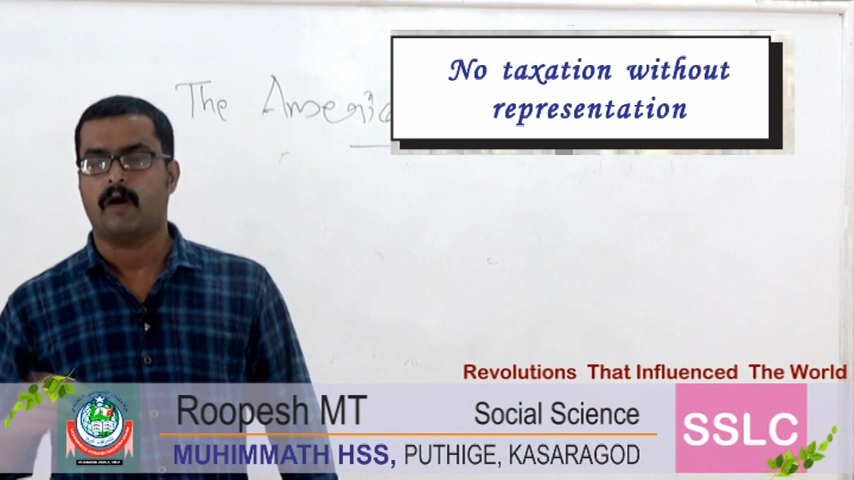 No taxation without
representation
The
Revolutions That Influenced The World
Roopesh MT
Social Science
SSLC
MUHIMMATH HSS, PUTHIGE, KASARAGOD